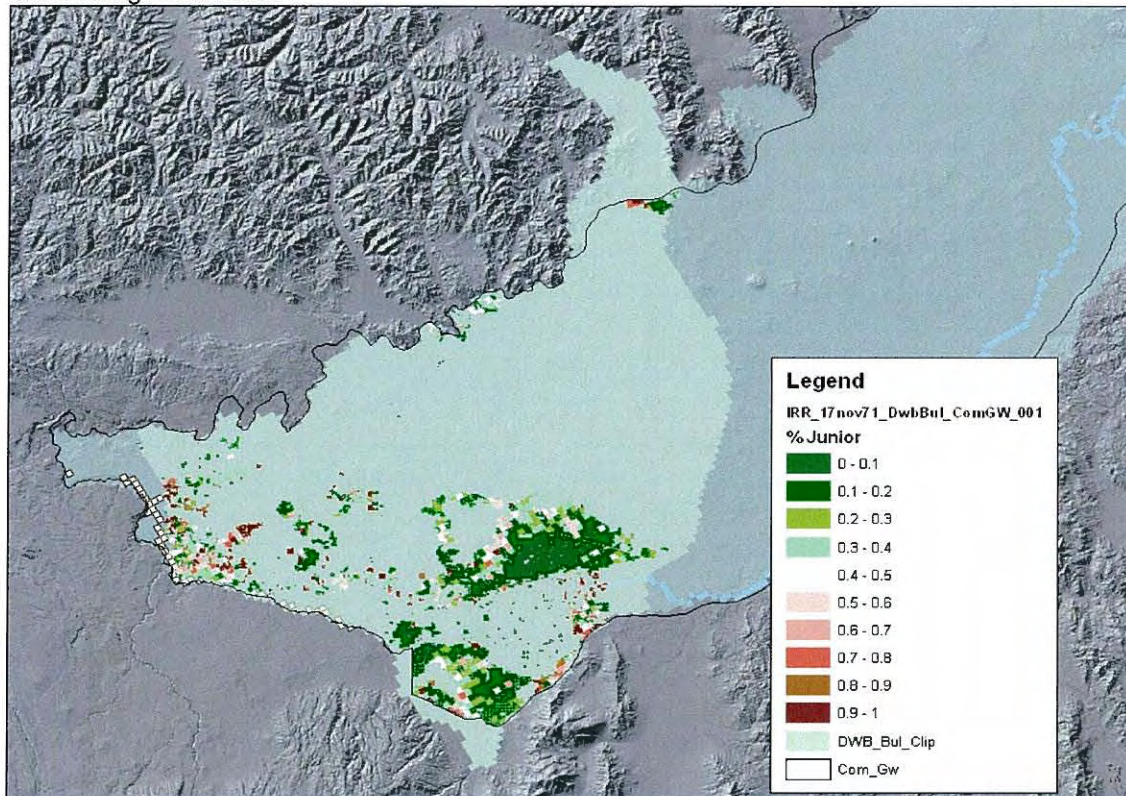 Legend
IRR_17nov71_DwbBul_ComGW_001
% Junior
0 - 0.1
0.1 - 0.2
0.2 - 0.3
0.3 - 0.4
0.4 - 0.5
0.5 - 0.6
0.6 - 0.7
0.7 - 0.8
0.8 - 0.9
0.9 - 1
DWB_Bul_Clip
Com_Gw